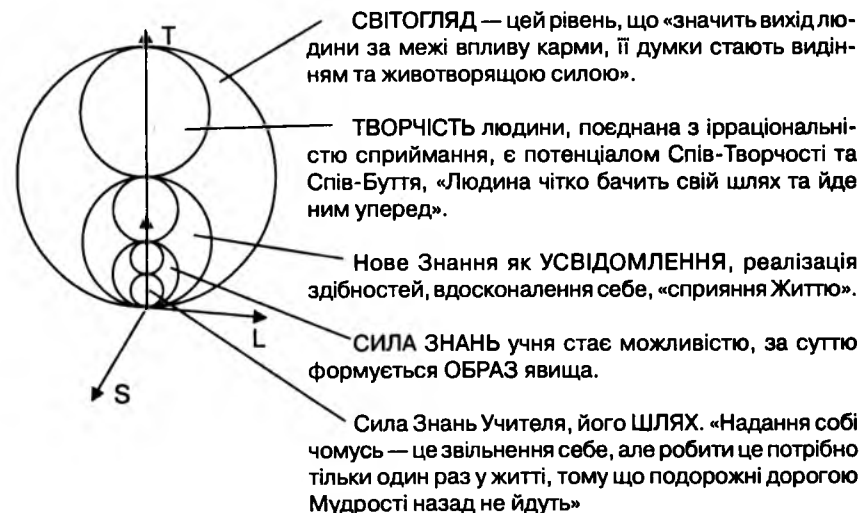 T
СВІТОГЛЯД — цей рівень, що «значить вихід лю-
дини за межі впливу карми, її думки стають видін-
ням та животворящою силою».
ТВОРЧІСТЬ людини, поєднана з ірраціональні-
стю сприймання, є потенціалом Спів-Творчості та
Спів-Буття, «Людина чітко бачить свій шлях та йде
ним уперед».
Нове Знання як УСВІДОМЛЕННЯ, реалізація
здібностей, вдосконалення себе, «сприяння Життю».
L
СИЛА ЗНАНЬ учня стає можливістю, за суттю
формується ОБРАЗ явища.
S
Сила Знань Учителя, його ШЛЯХ. «Надання собі
чомусь — це звільнення себе, але робити це потрібно
тільки один раз у житті, тому що подорожні дорогою
Мудрості назад не йдуть»